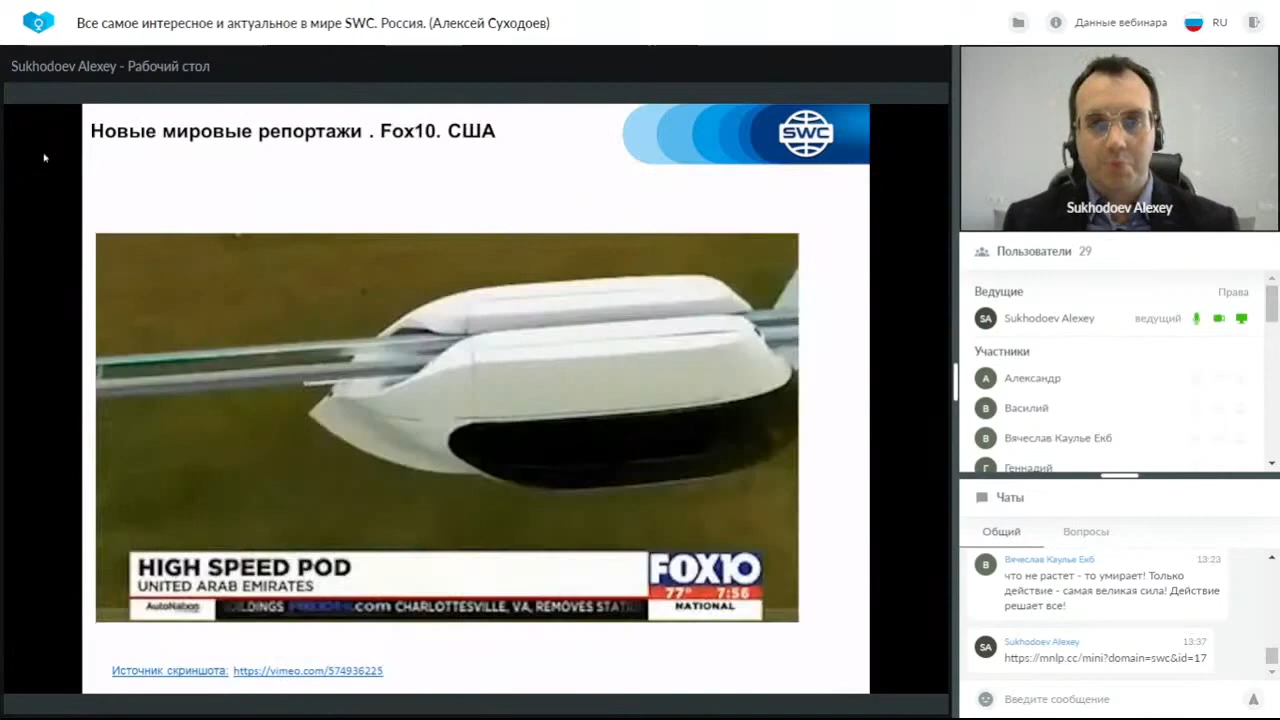 Все самое интересное и актуальное в мире SWC. Россия. (Алексей Суходоев)
Данные вебинара
RU
Sukhodoev Alexey - Рабочий стол
Новые мировые репортажи . Fox10. США
SWC
HIGH SPEED POD
UNITED ARAB EMIRATES
FOX10
77° 7:56
AutoNation
.com CHARLOTTESVILLE, VA, REMOVES
NATIONAL
Источник скриншота: https://vimeo.com/574936225
Sukhodoev Alexey
Пользователи 29
Ведущие
Права
SA
Sukhodoev Alexey
ведущий
Участники
А
Александр
В
Василий
В
Вячеслав Каулье Екб
Г
Геннадий
Чаты
Общий
Вопросы
В
Вячеслав Каулье Екб
13:23
что не растет - то умирает! Только
действие - самая великая сила! Действие
решает все!
SA
Sukhodoev Alexey
13:37
https://mnlp.cc/mini?domain=swc&id=17
Введите сообщение